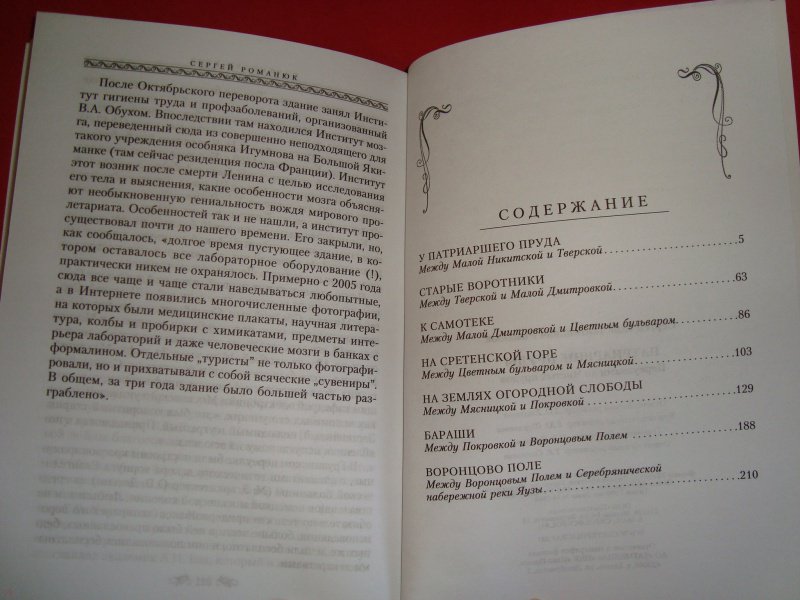 СЕРГЕЙ РОМАНЮК
После Октябрьского переворота здание занял Инсти-
тут гигиены труда и профзаболеваний, организованный
В.А. Обухом. Впоследствии там находился Институт моз-
га, переведенный сюда из совершенно неподходящего для
такого учреждения особняка Игумнова на Большой Яки-
манке (там сейчас резиденция посла Франции). Институт
этот возник после смерти Ленина с целью исследования
его тела и выяснения, какие особенности мозга объясня-
ют необыкновенную гениальность вождя мирового про-
летариата. Особенностей так и не нашли, а институт про-
существовал почти до нашего времени. Его закрыли, но,
как сообщалось, «долгое время пустующее здание, в ко-
тором оставалось все лабораторное оборудование (!),
практически никем не охранялось. Примерно с 2005 года
сюда все чаще и чаще стали наведываться любопытные,
а в Интернете появились многочисленные фотографии,
на которых были медицинские плакаты, научная литера-
тура, колбы и пробирки с химикатами, предметы интерь-
ера лабораторий и даже человеческие мозги в банках с
формалином. Отдельные „туристы" не только фотографи-
ровали, но и прихватывали с собой всяческие „сувениры".
В общем, за три года здание было большей частью раз-
граблено».
СОДЕРЖАНИЕ
У ПАТРИАРШЕГО ПРУДА
Между Малой Никитской и Тверской 5
СТАРЫЕ ВОРОТНИКИ
Между Тверской и Малой Дмитровкой 63
К САМОТЕКЕ
Между Малой Дмитровкой и Цветным бульваром 86
НА СРЕТЕНСКОЙ ГОРЕ
Между Цветным бульваром и Мясницкой 103
НА ЗЕМЛЯХ ОГОРОДНОЙ СЛОБОДЫ
Между Мясницкой и Покровкой 129
БАРАШИ
Между Покровкой и Воронцовым Полем 188
ВОРОНЦОВО ПОЛЕ
Между Воронцовым Полем и Серебрянической
набережной реки Яузы 210